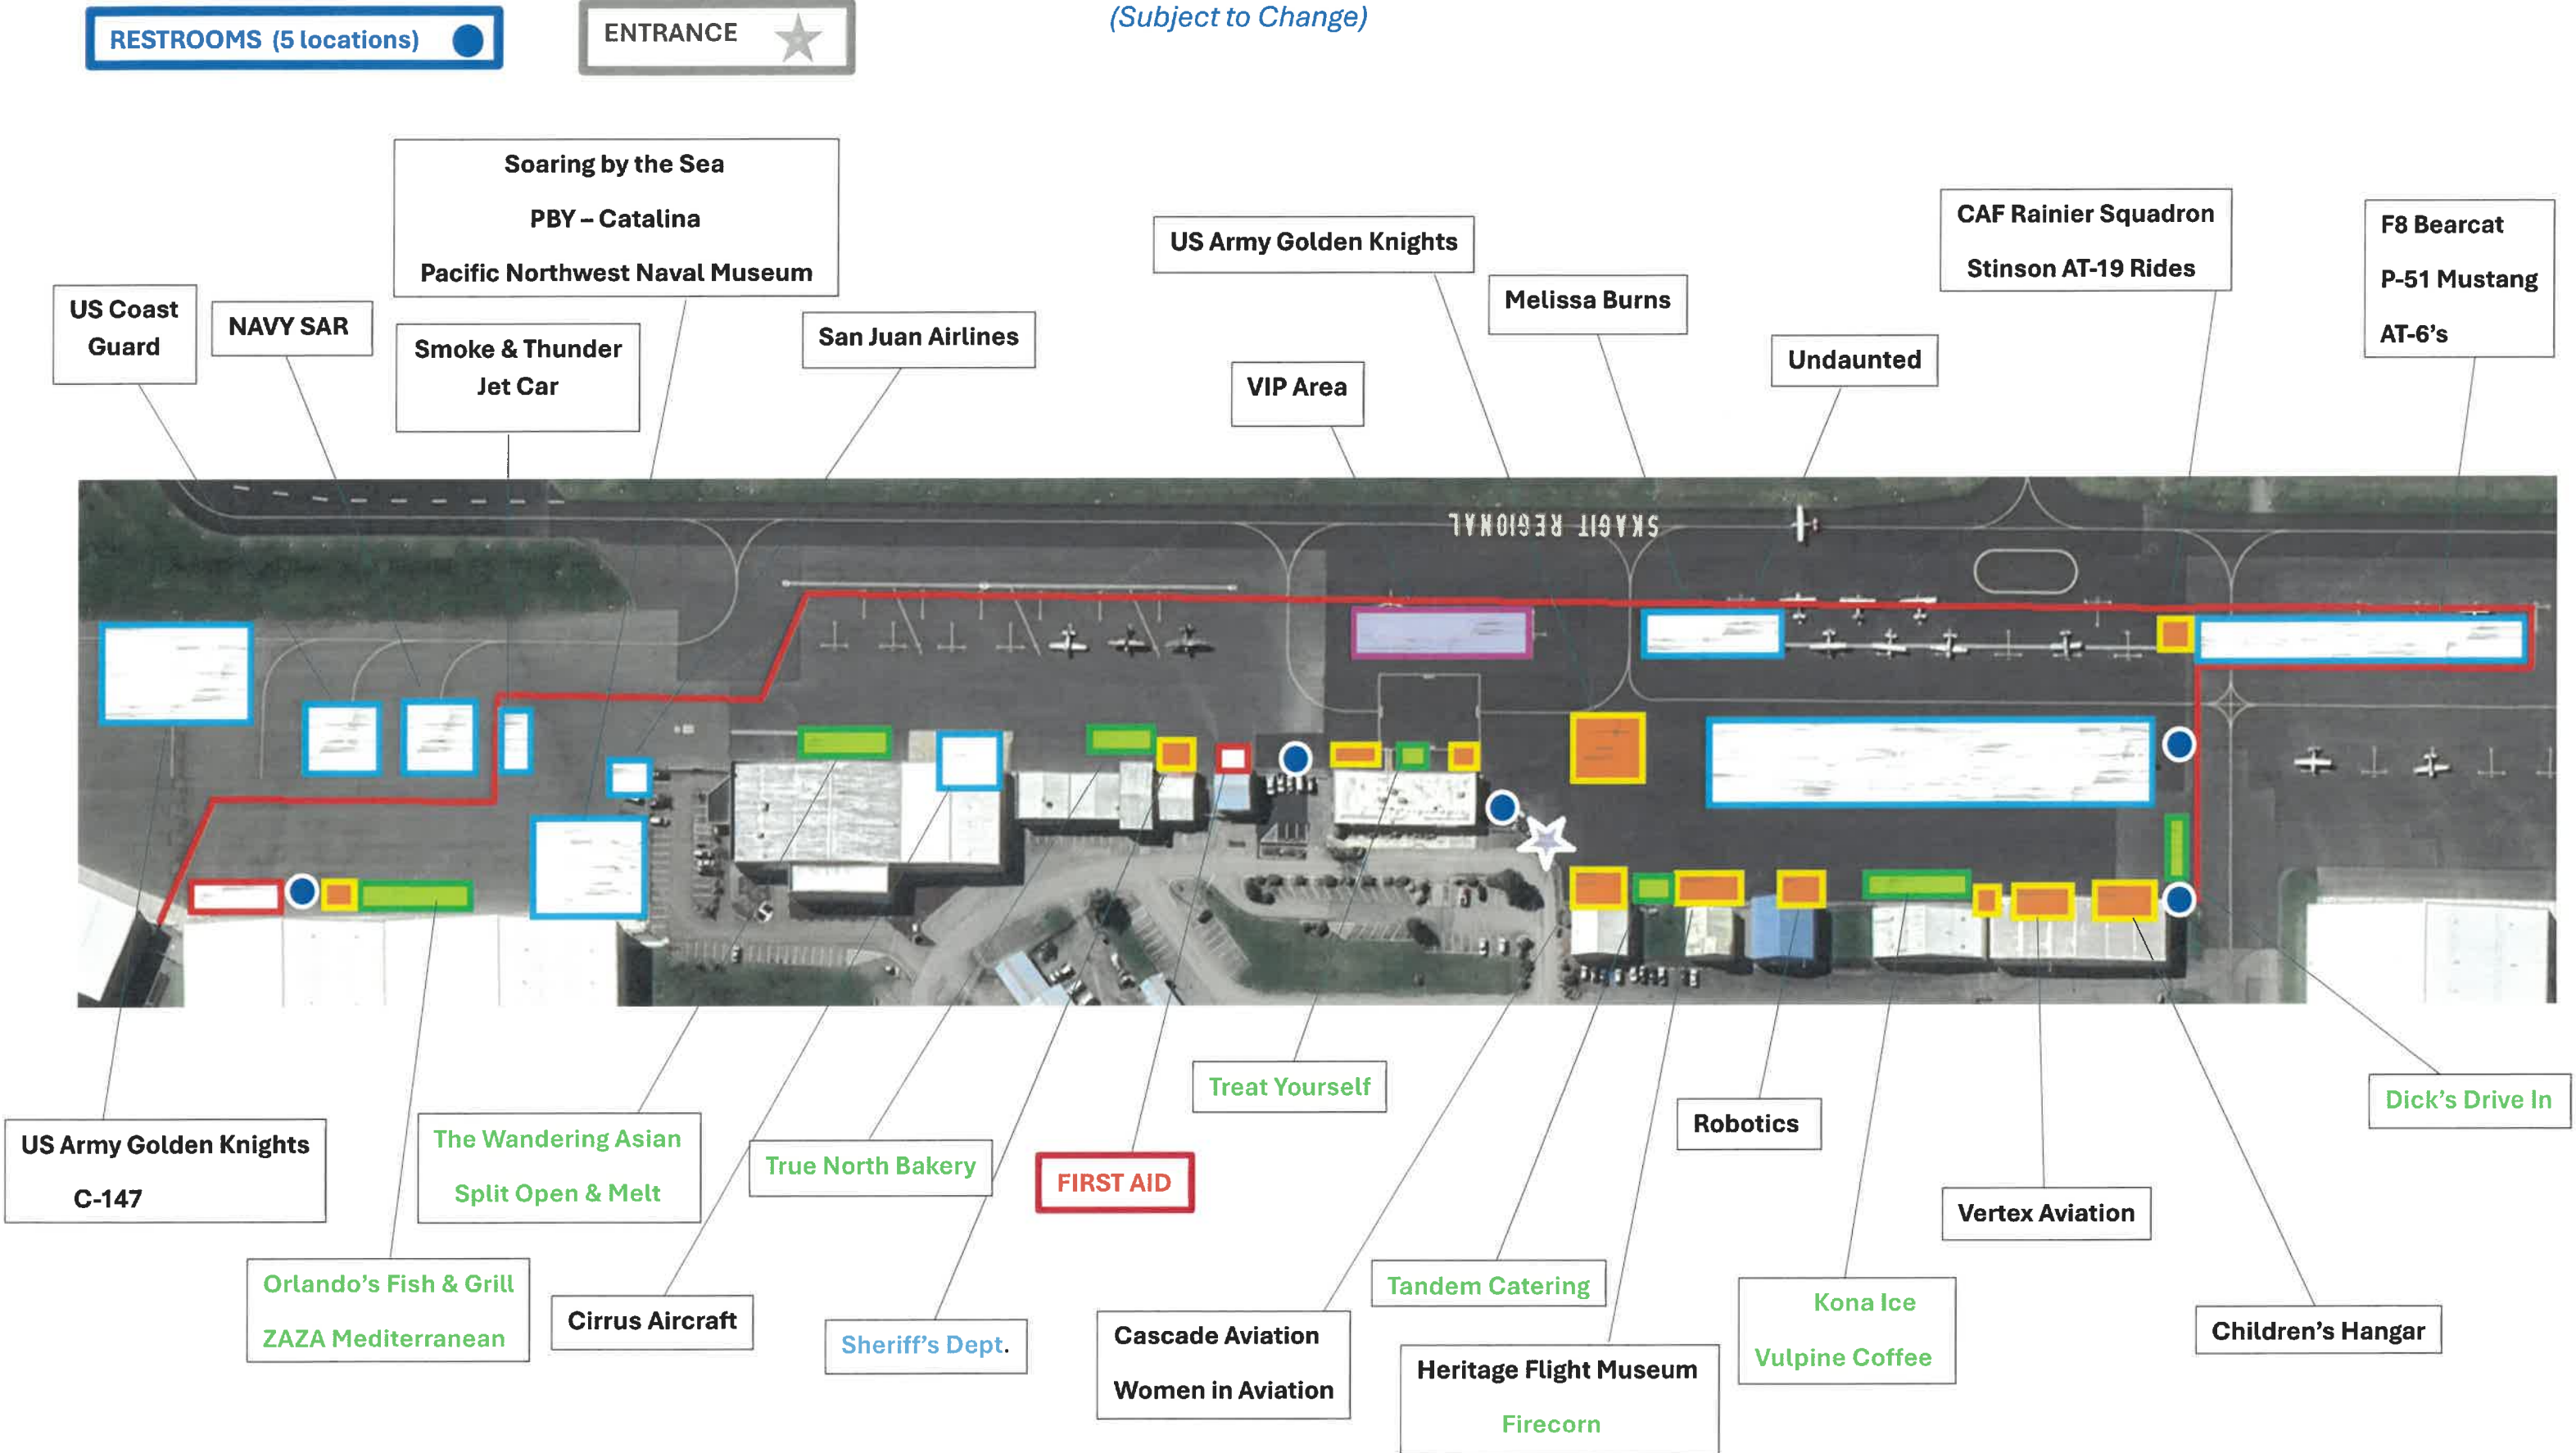 (Subject to Change)
RESTROOMS (5 locations)
ENTRANCE
Soaring by the Sea
PBY – Catalina
Pacific Northwest Naval Museum
US Army Golden Knights
CAF Rainier Squadron
Stinson AT-19 Rides
F8 Bearcat
P-51 Mustang
AT-6's
US Coast
Guard
NAVY SAR
Smoke & Thunder
Jet Car
San Juan Airlines
Melissa Burns
VIP Area
Undaunted
SKAGIT REGIONAL
US Army Golden Knights
C-147
The Wandering Asian
Split Open & Melt
True North Bakery
FIRST AID
Treat Yourself
Robotics
Dick's Drive In
Vertex Aviation
Orlando's Fish & Grill
ZAZA Mediterranean
Cirrus Aircraft
Sheriff's Dept.
Cascade Aviation
Women in Aviation
Tandem Catering
Heritage Flight Museum
Firecorn
Kona Ice
Vulpine Coffee
Children's Hangar